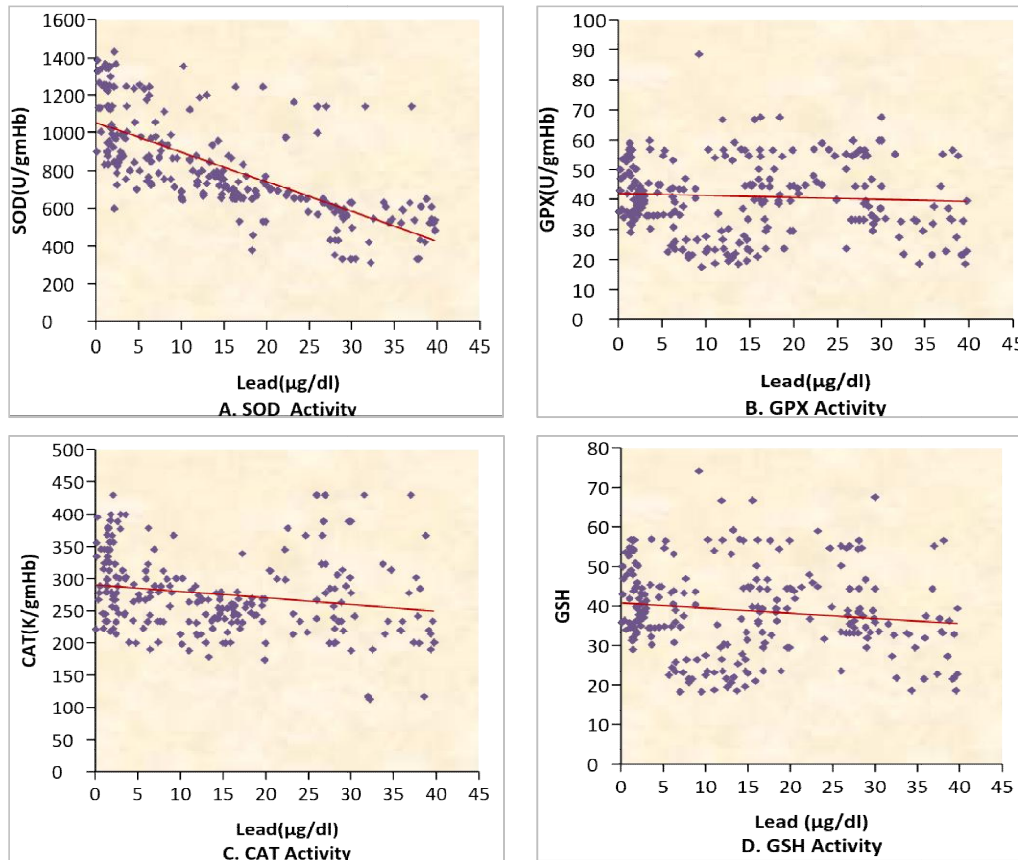 SOD(U/gmHb)
1600
1400
1200
1000
800
600
400
200
0
0 5 10 15 20 25 30 35 40 45
Lead(µg/dl)
A. SOD Activity
GPX(U/gmHb)
100
90
80
70
60
50
40
30
20
10
0
0 5 10 15 20 25 30 35 40 45
Lead(µg/dl)
B. GPX Activity
CAT(K/gmHb)
500
450
400
350
300
250
200
150
100
50
0
0 5 10 15 20 25 30 35 40 45
Lead(µg/dl)
C. CAT Activity
GSH
80
70
60
50
40
30
20
10
0
0 5 10 15 20 25 30 35 40 45
Lead (µg/dl)
D. GSH Activity